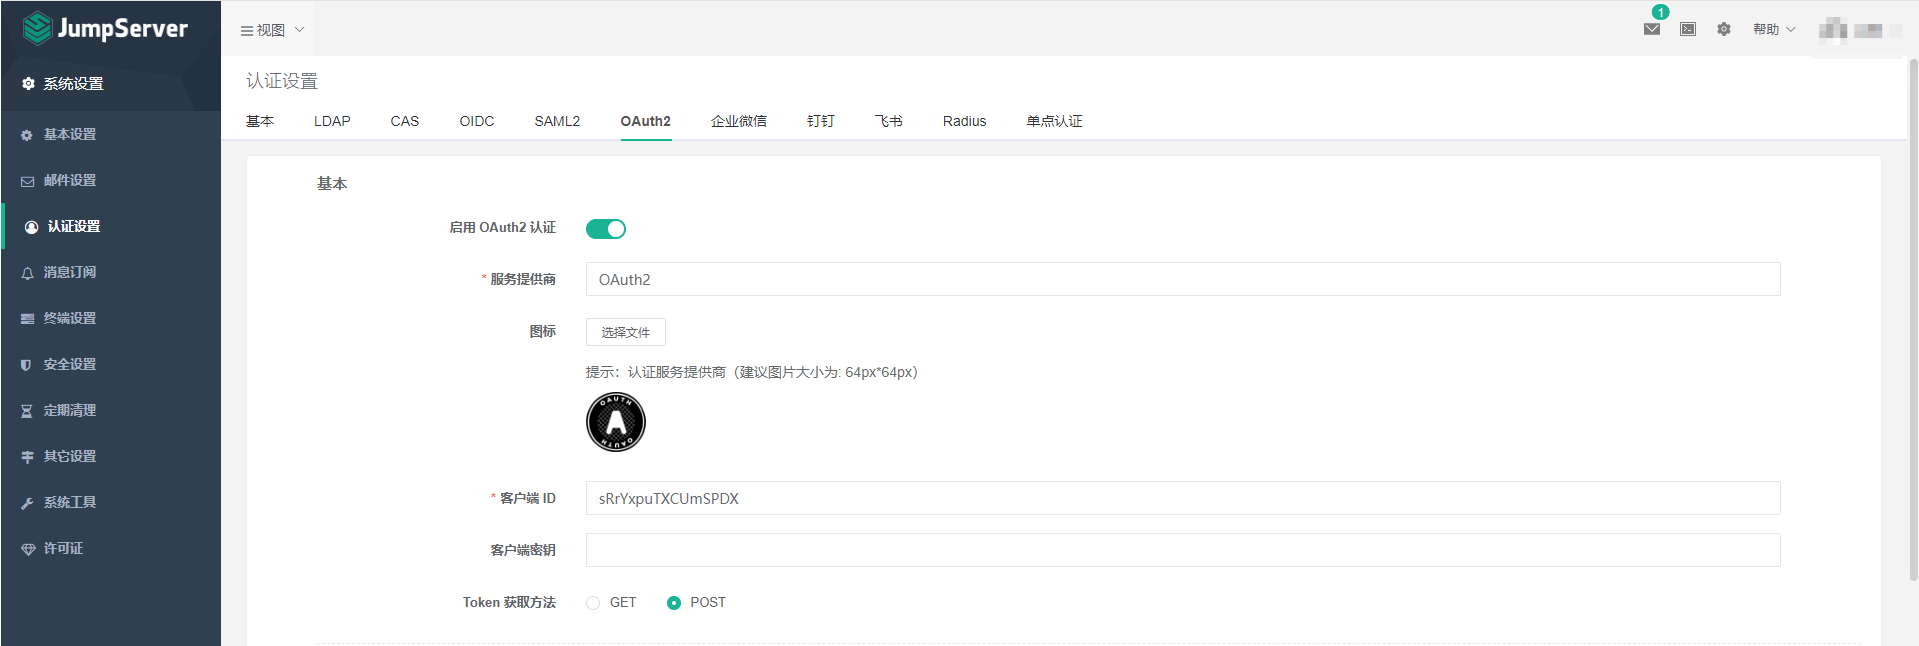 JumpServer
视图
1
帮助
系统设置
基本设置
邮件设置
认证设置
消息订阅
终端设置
安全设置
定期清理
其它设置
系统工具
许可证
认证设置
基本 LDAP CAS OIDC SAML2 OAuth2 企业微信 钉钉 飞书 Radius 单点认证
基本
启用 OAuth2 认证
* 服务提供商 OAuth2
图标 选择文件
提示：认证服务提供商（建议图片大小为: 64px*64px）
OAUTH
A
OAUTH
* 客户端 ID sRrYxpuTXCUmSPDX
客户端密钥
Token 获取方法 GET POST